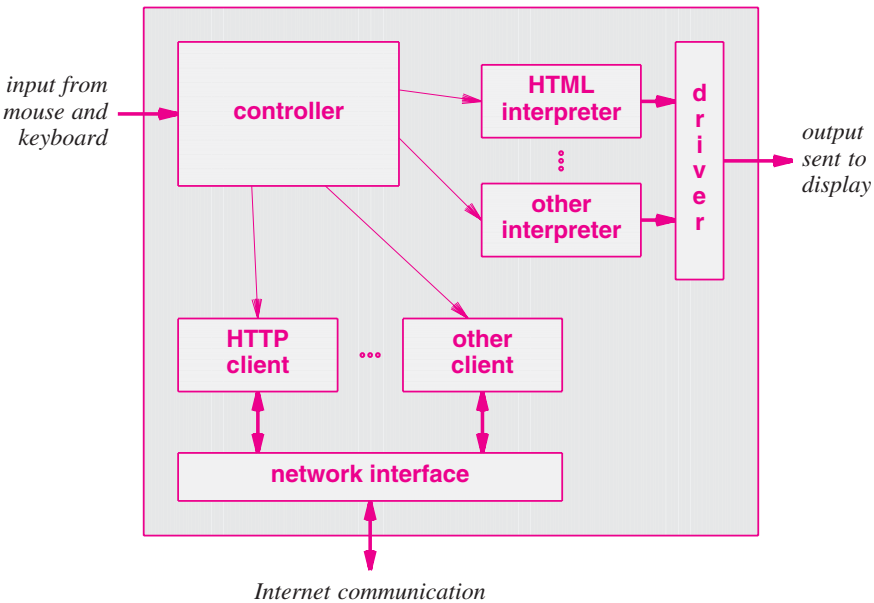 input from
mouse and
keyboard
controller
HTML
interpreter
other
interpreter
driver
output
sent to
display
HTTP
client
other
client
network interface
Internet communication